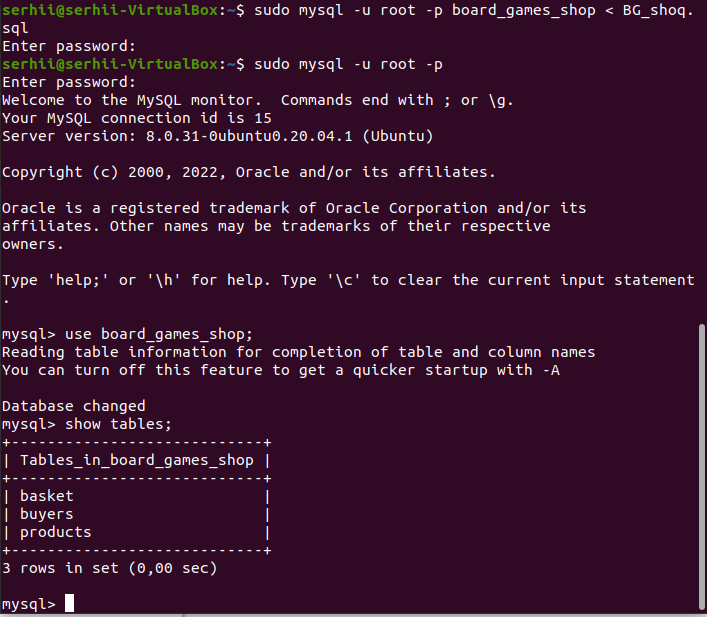 serhii@serhii-VirtualBox:~$ sudo mysql -u root -p board_games_shop < BG_shoq.
sql
Enter password:
serhii@serhii-VirtualBox:~$ sudo mysql -u root -p
Enter password:
Welcome to the MySQL monitor.  Commands end with ; or \g.
Your MySQL connection id is 15
Server version: 8.0.31-0ubuntu0.20.04.1 (Ubuntu)

Copyright (c) 2000, 2022, Oracle and/or its affiliates.

Oracle is a registered trademark of Oracle Corporation and/or its
affiliates. Other names may be trademarks of their respective
owners.

Type 'help;' or '\h' for help. Type '\c' to clear the current input statement
.

mysql> use board_games_shop;
Reading table information for completion of table and column names
You can turn off this feature to get a quicker startup with -A

Database changed
mysql> show tables;
+----------------------------+
| Tables_in_board_games_shop |
+----------------------------+
| basket                     |
| buyers                     |
| products                   |
+----------------------------+
3 rows in set (0,00 sec)

mysql>